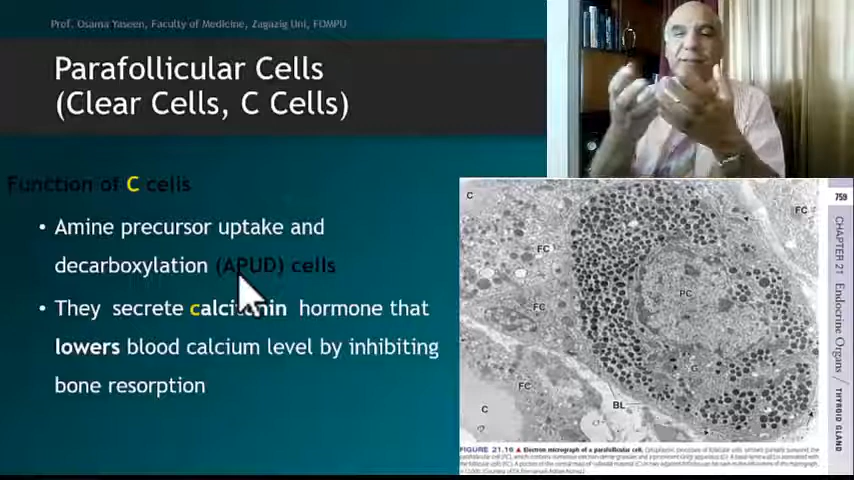 Prof. Osama Yaseen, Faculty of Medicine, Zagazig Uni, FOMPU
Parafollicular Cells
(Clear Cells, C Cells)
Function of C cells
• Amine precursor uptake and
decarboxylation (APUD) cells
• They secrete calcitonin hormone that
lowers blood calcium level by inhibiting
bone resorption
C
FC
FC
PC
FC
FC
G
BL
C
759
CHAPTER 21 Endocrine Organs / THYROID GLAND
FIGURE 21.16 ▲ Electron micrograph of a parafollicular cell.